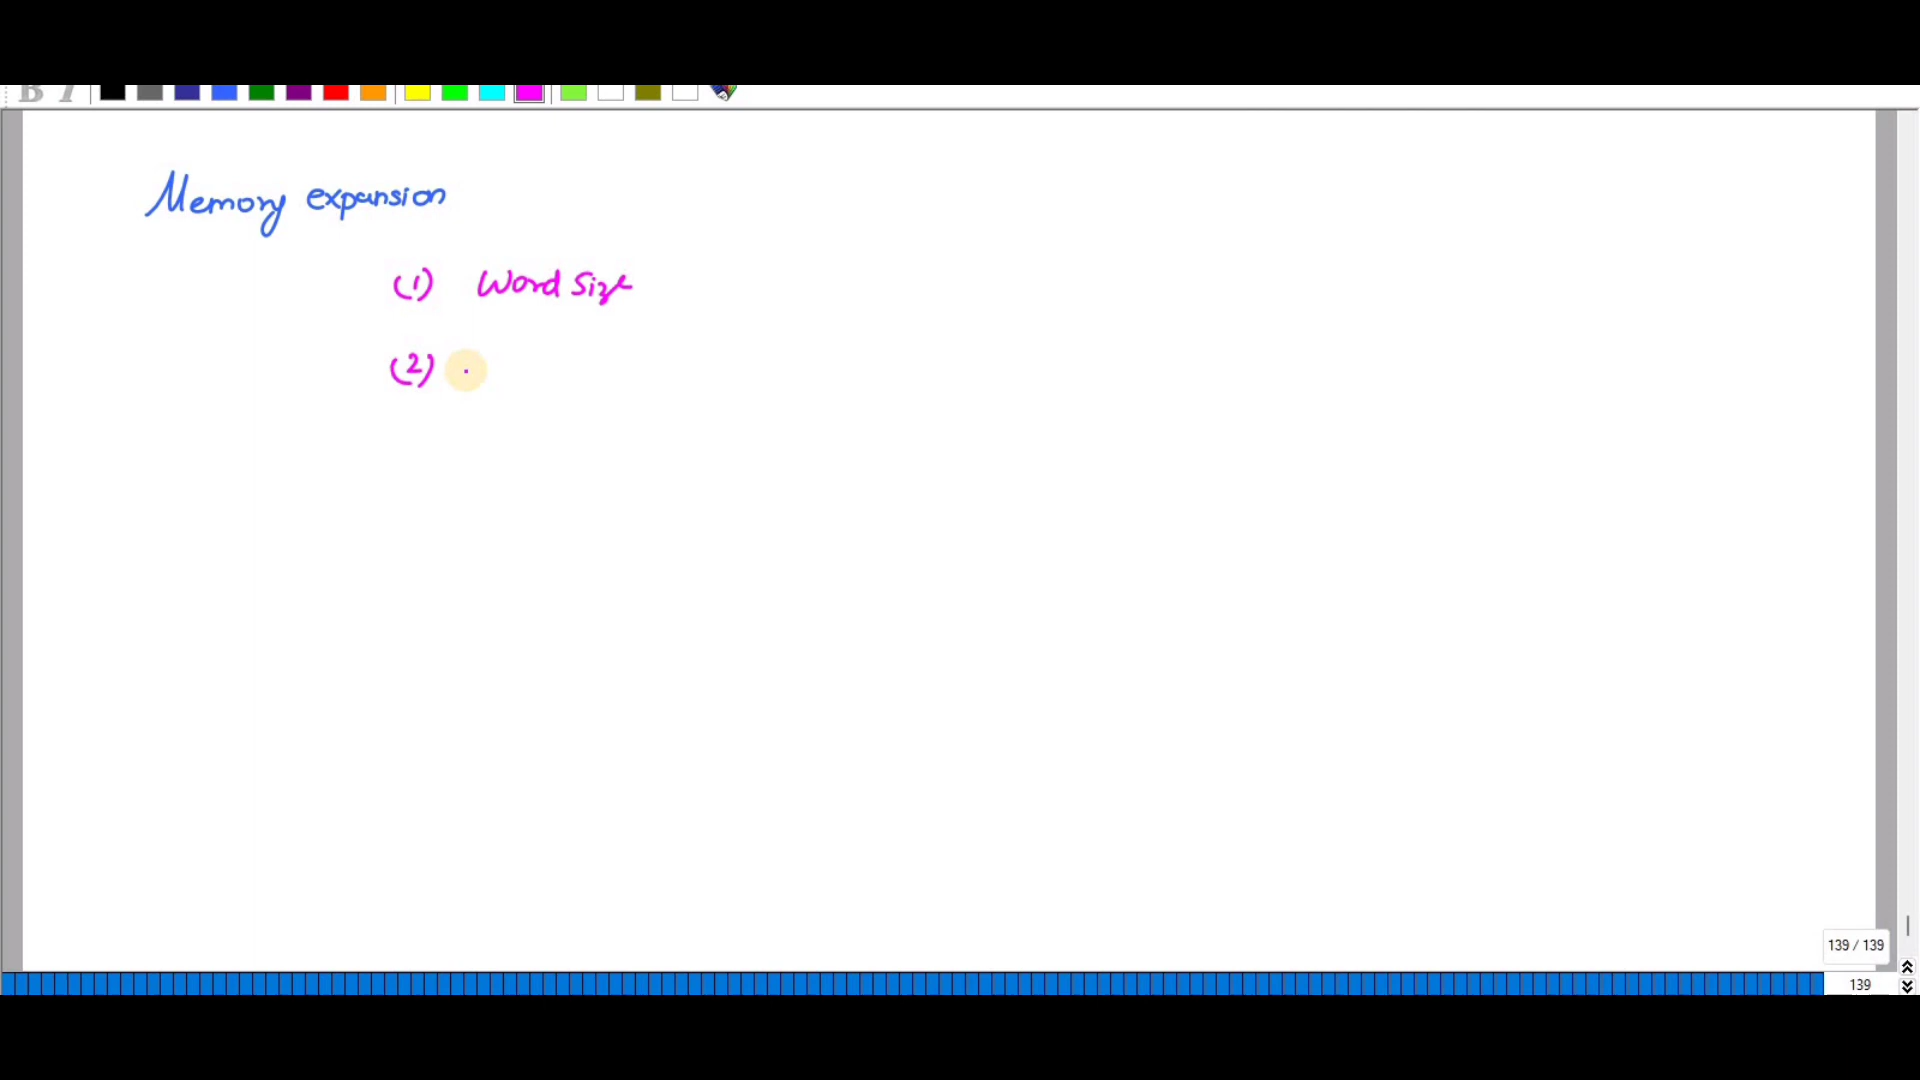 B I
Memory expansion
(1) Word Size
(2) .
139 / 139
139